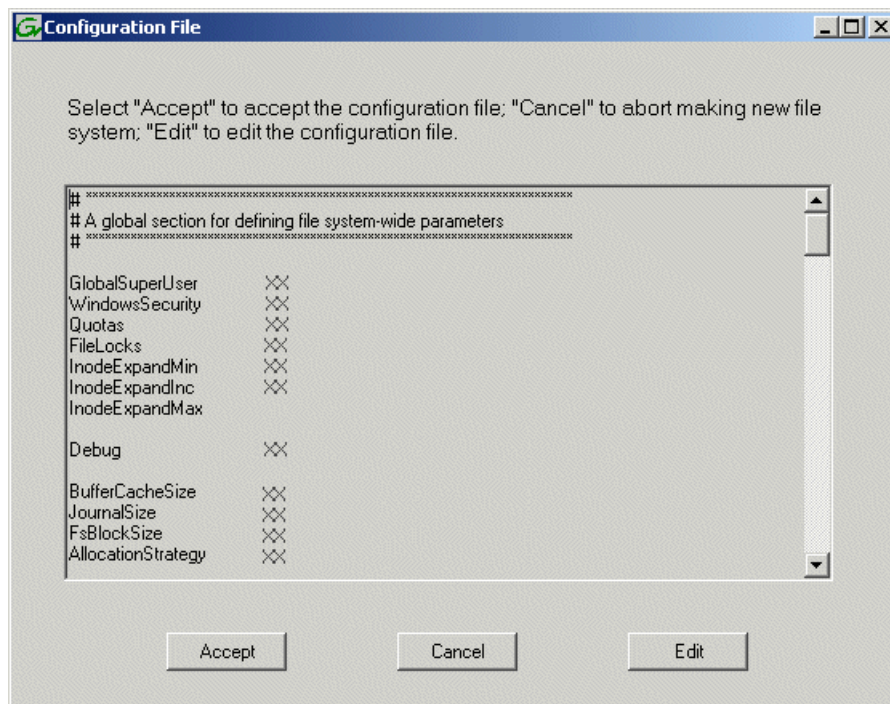 Configuration File
Select "Accept" to accept the configuration file; "Cancel" to abort making new file
system; "Edit" to edit the configuration file.
# ****************************************************************************
# A global section for defining file system-wide parameters
# ****************************************************************************
GlobalSuperUser XX
WindowsSecurity XX
Quotas XX
FileLocks XX
InodeExpandMin XX
InodeExpandInc XX
InodeExpandMax
Debug XX
BufferCacheSize XX
JournalSize XX
FsBlockSize XX
AllocationStrategy XX
Accept Cancel Edit